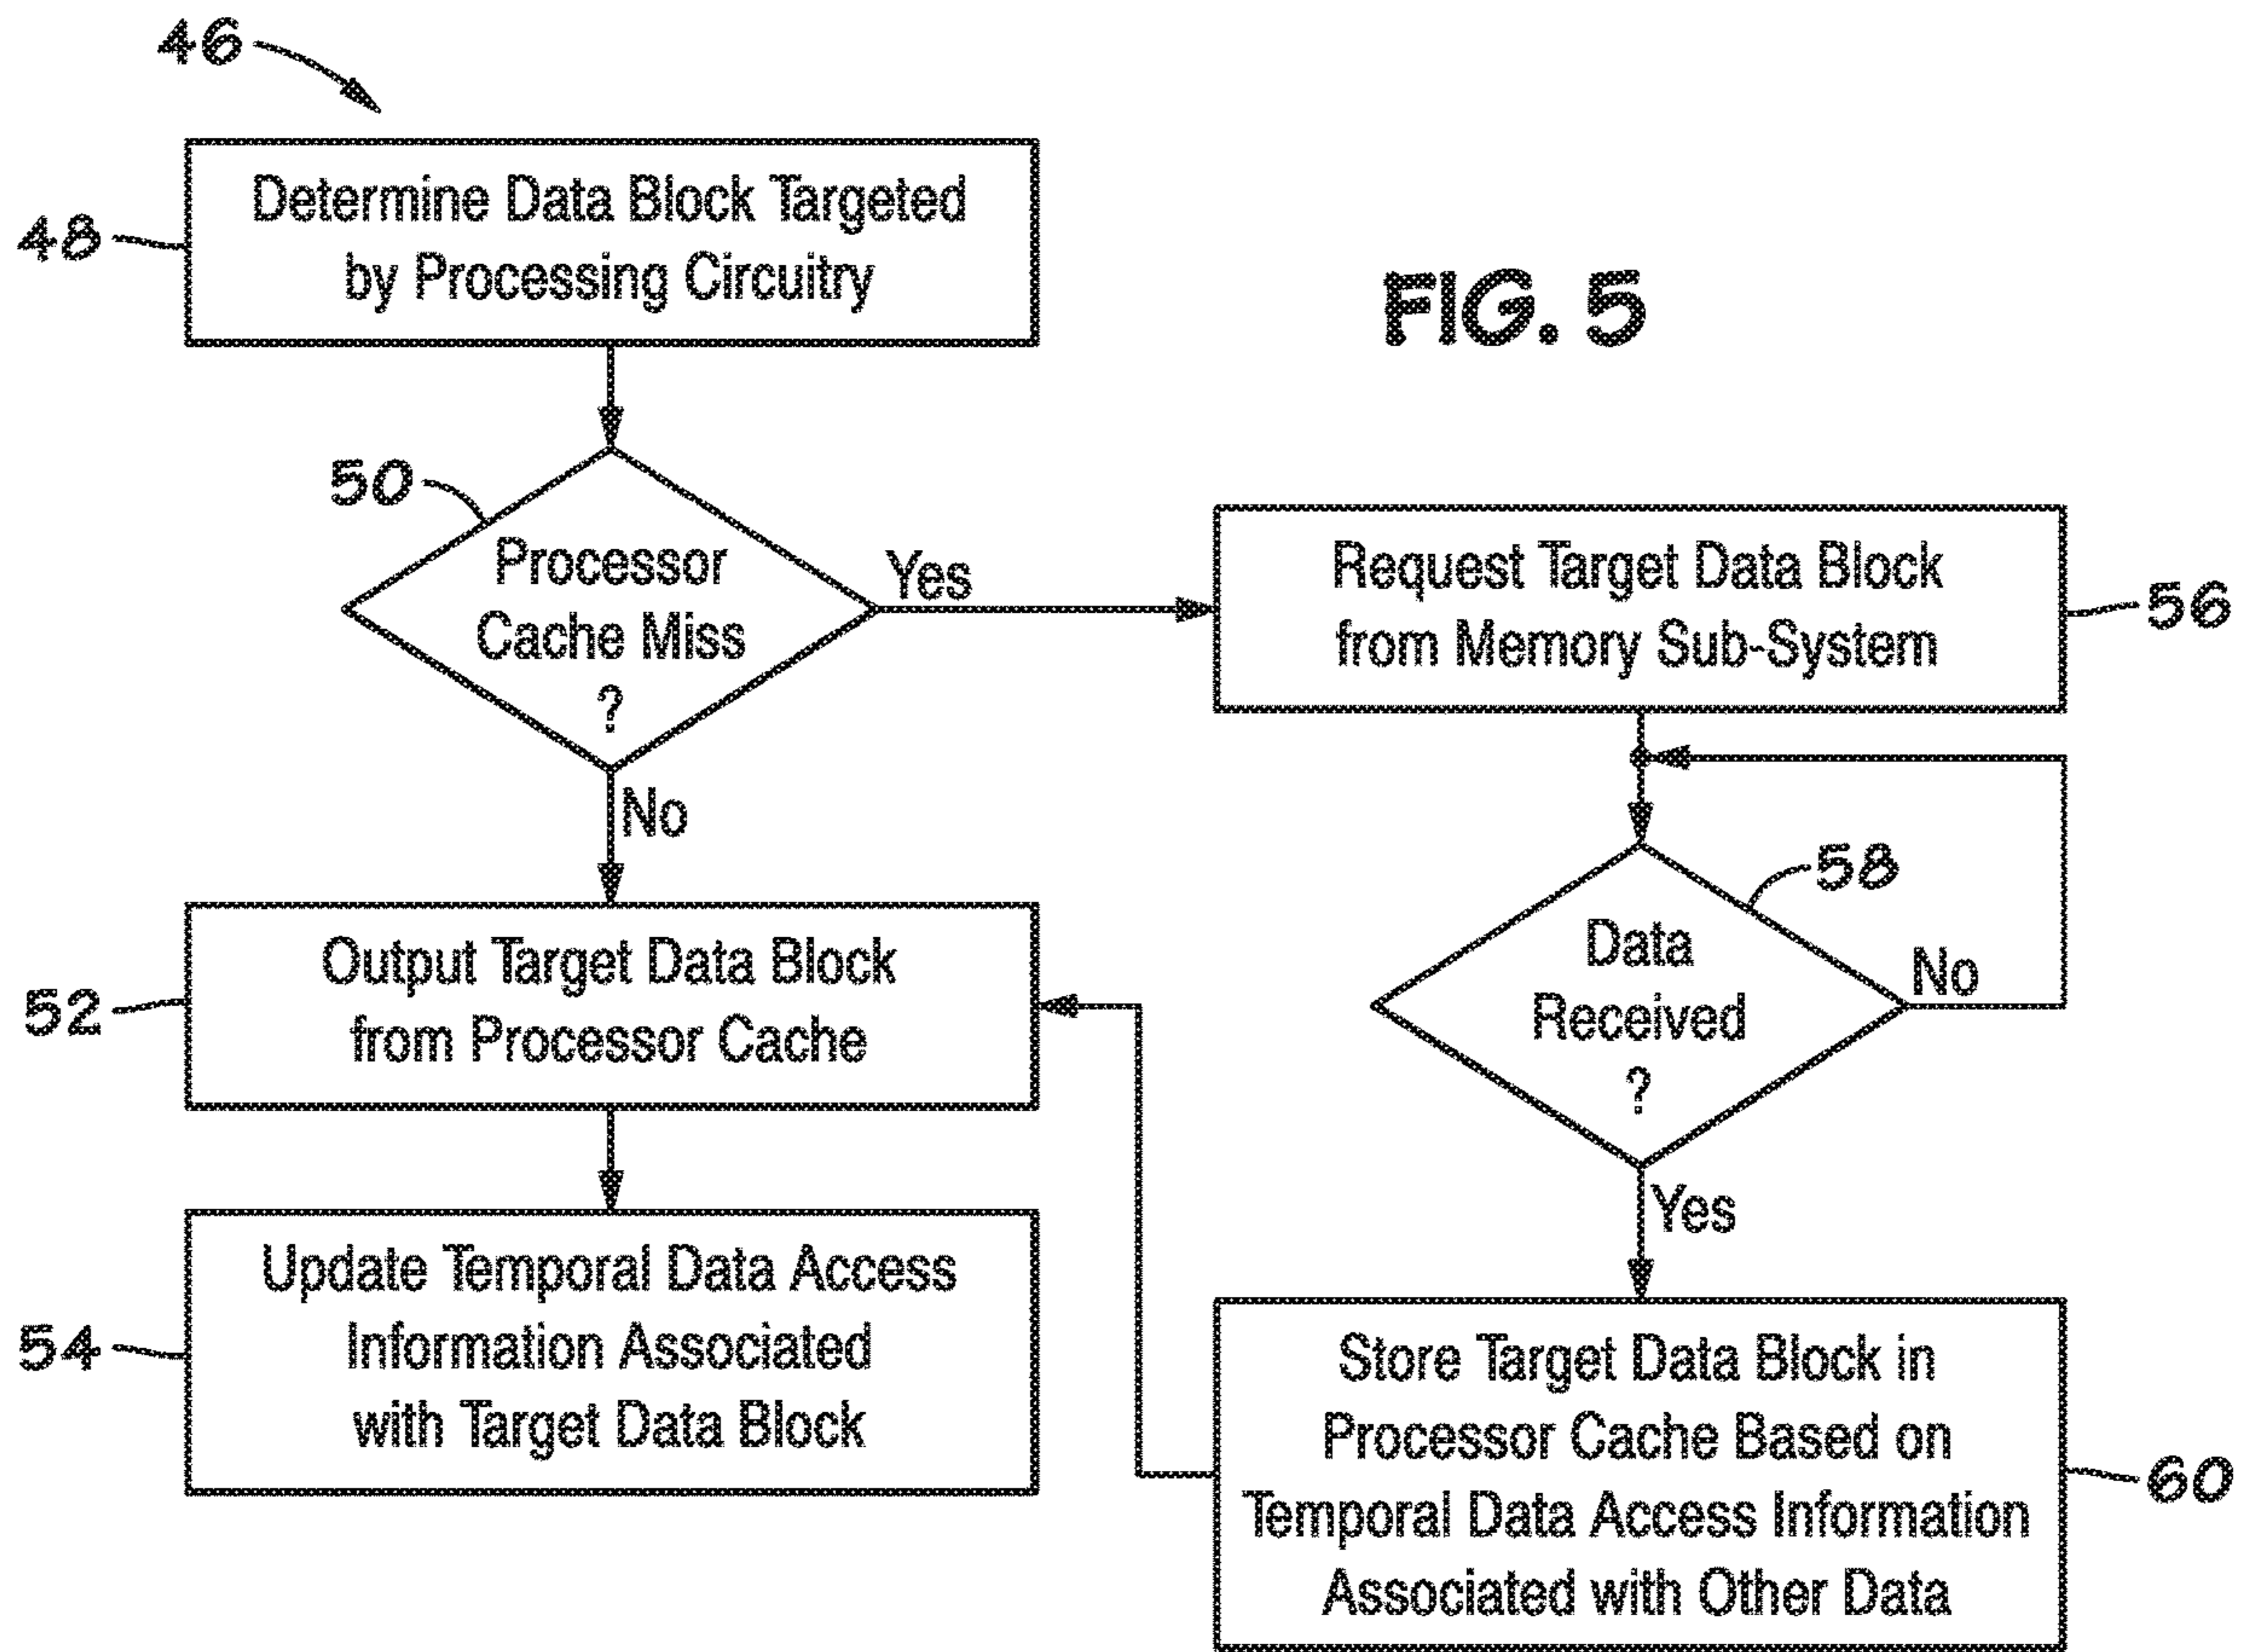 46
48
Determine Data Block Targeted
by Processing Circuitry
FIG. 5
50
Processor
Cache Miss
?
Yes
No
Request Target Data Block
from Memory Sub-System
56
58
Data
Received
?
No
Yes
52
Output Target Data Block
from Processor Cache
54
Update Temporal Data Access
Information Associated
with Target Data Block
Store Target Data Block in
Processor Cache Based on
Temporal Data Access Information
Associated with Other Data
60